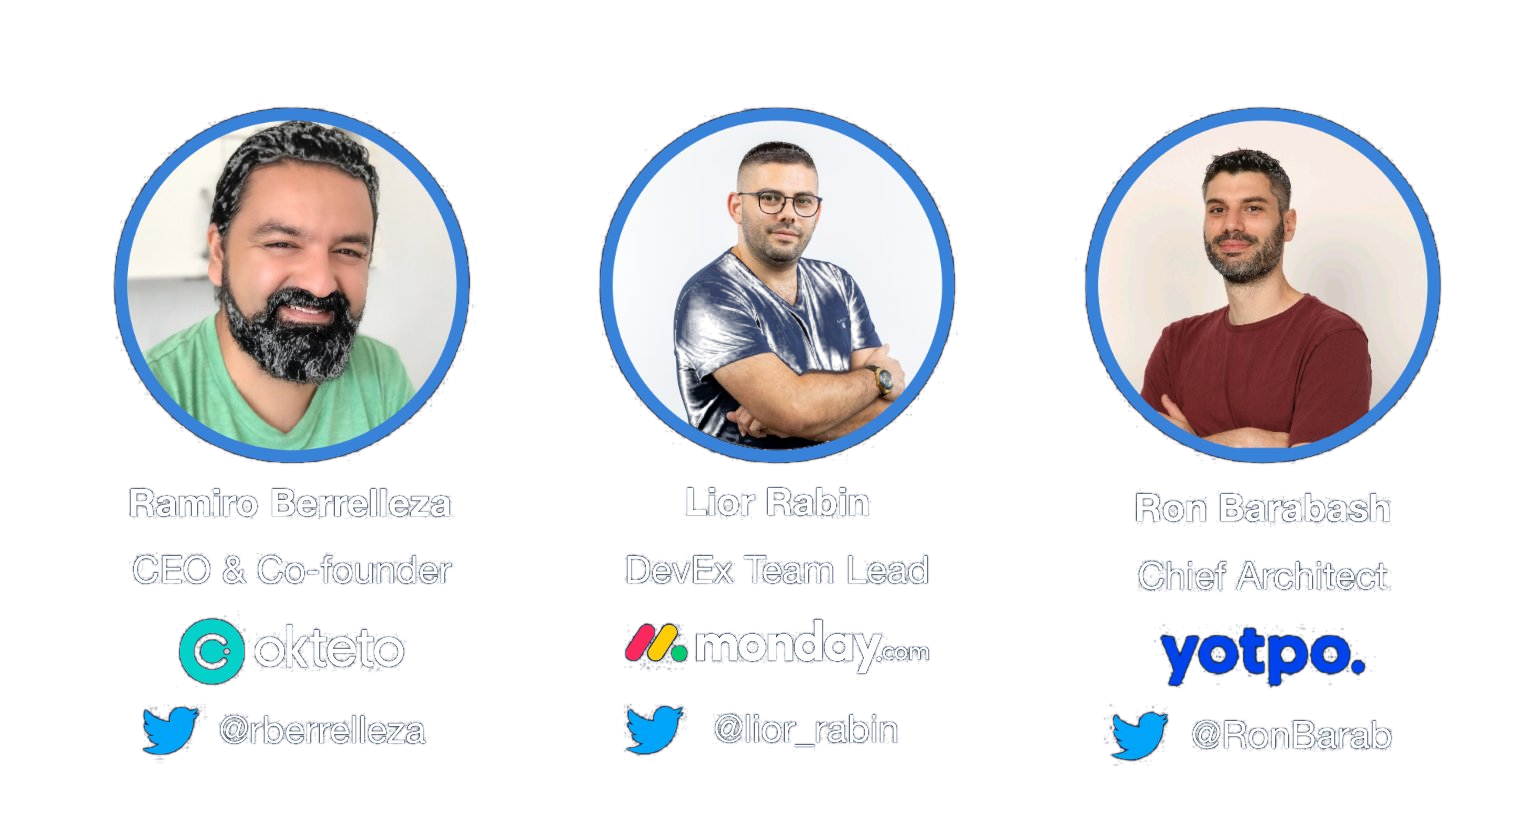 Ramiro Berrelleza
CEO & Co-founder
okteto
@rberrelleza
Lior Rabin
DevEx Team Lead
monday.com
@lior_rabin
Ron Barabash
Chief Architect
yotpo.
@RonBarab